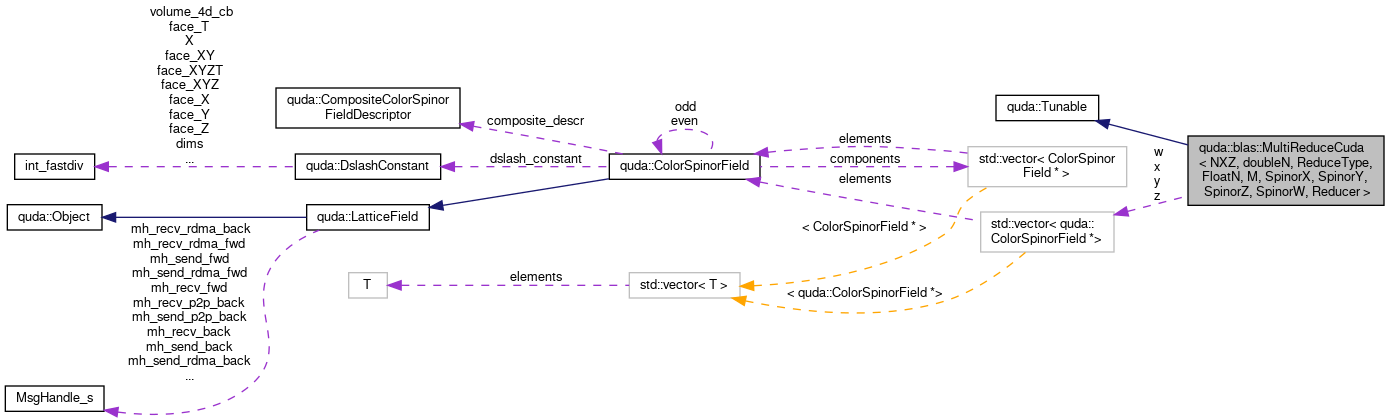 volume_4d_cb
face_T
X
face_XY
face_XYZT
face_XYZ
face_X
face_Y
face_Z
dims
...
int_fastdiv
quda::CompositeColorSpinor
FieldDescriptor
composite_descr
quda::DslashConstant
dslash_constant
odd
even
quda::ColorSpinorField
elements
components
elements
std::vector< ColorSpinor
Field * >
quda::Tunable
w
x
y
z
quda::blas::MultiReduceCuda
< NXZ, doubleN, ReduceType,
FloatN, M, SpinorX, SpinorY,
SpinorZ, SpinorW, Reducer >
quda::Object
quda::LatticeField
std::vector< quda::
ColorSpinorField *>
< ColorSpinorField * >
< quda::ColorSpinorField *>
T
elements
std::vector< T >
mh_recv_rdma_back
mh_recv_rdma_fwd
mh_send_fwd
mh_send_rdma_fwd
mh_recv_fwd
mh_recv_p2p_back
mh_send_p2p_back
mh_recv_back
mh_send_back
mh_send_rdma_back
...
MsgHandle_s